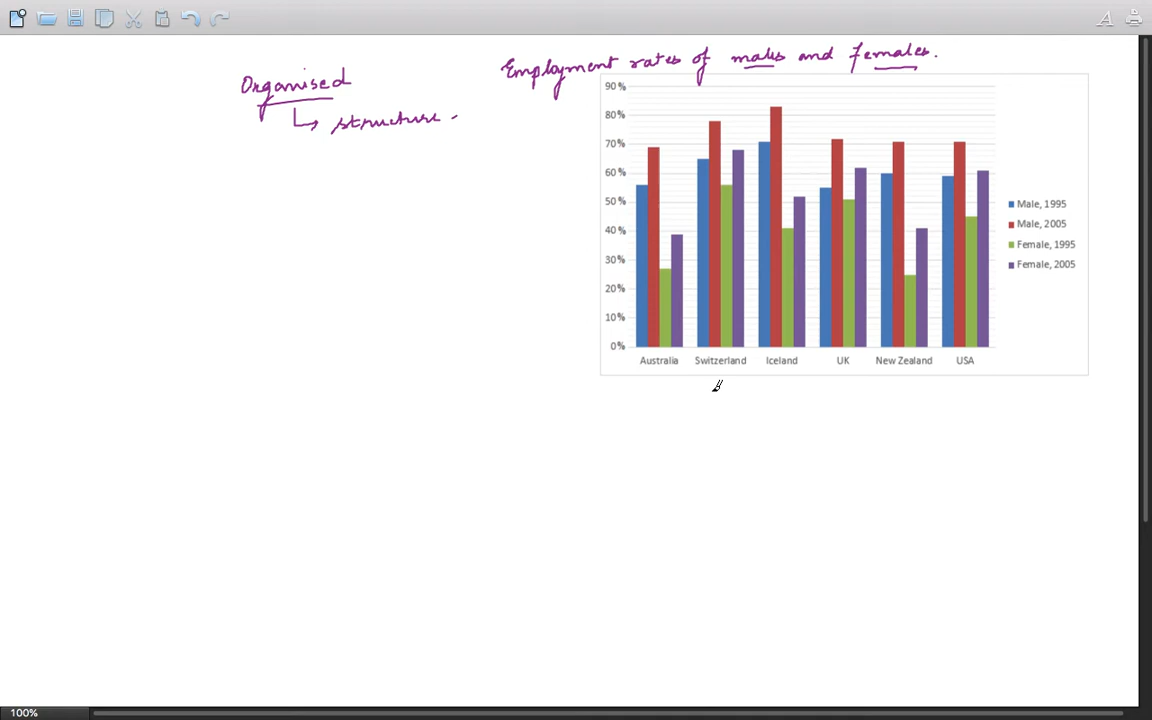 Employment rates of males and females.
Organised
structure.
90%
80%
70%
60%
50%
40%
30%
20%
10%
0%
Australia Switzerland Iceland UK New Zealand USA
Male, 1995
Male, 2005
Female, 1995
Female, 2005
A
100%